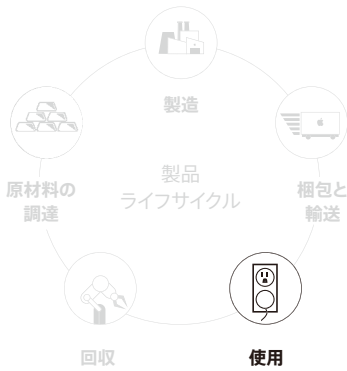 製造
原材料の
調達
製品
ライフサイクル
梱包と
輸送
回収
使用